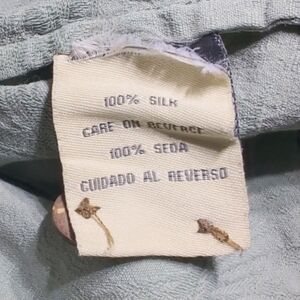 100% SILK
CARE ON REVERSE
100% SEDA
CUIDADO AL REVERSO